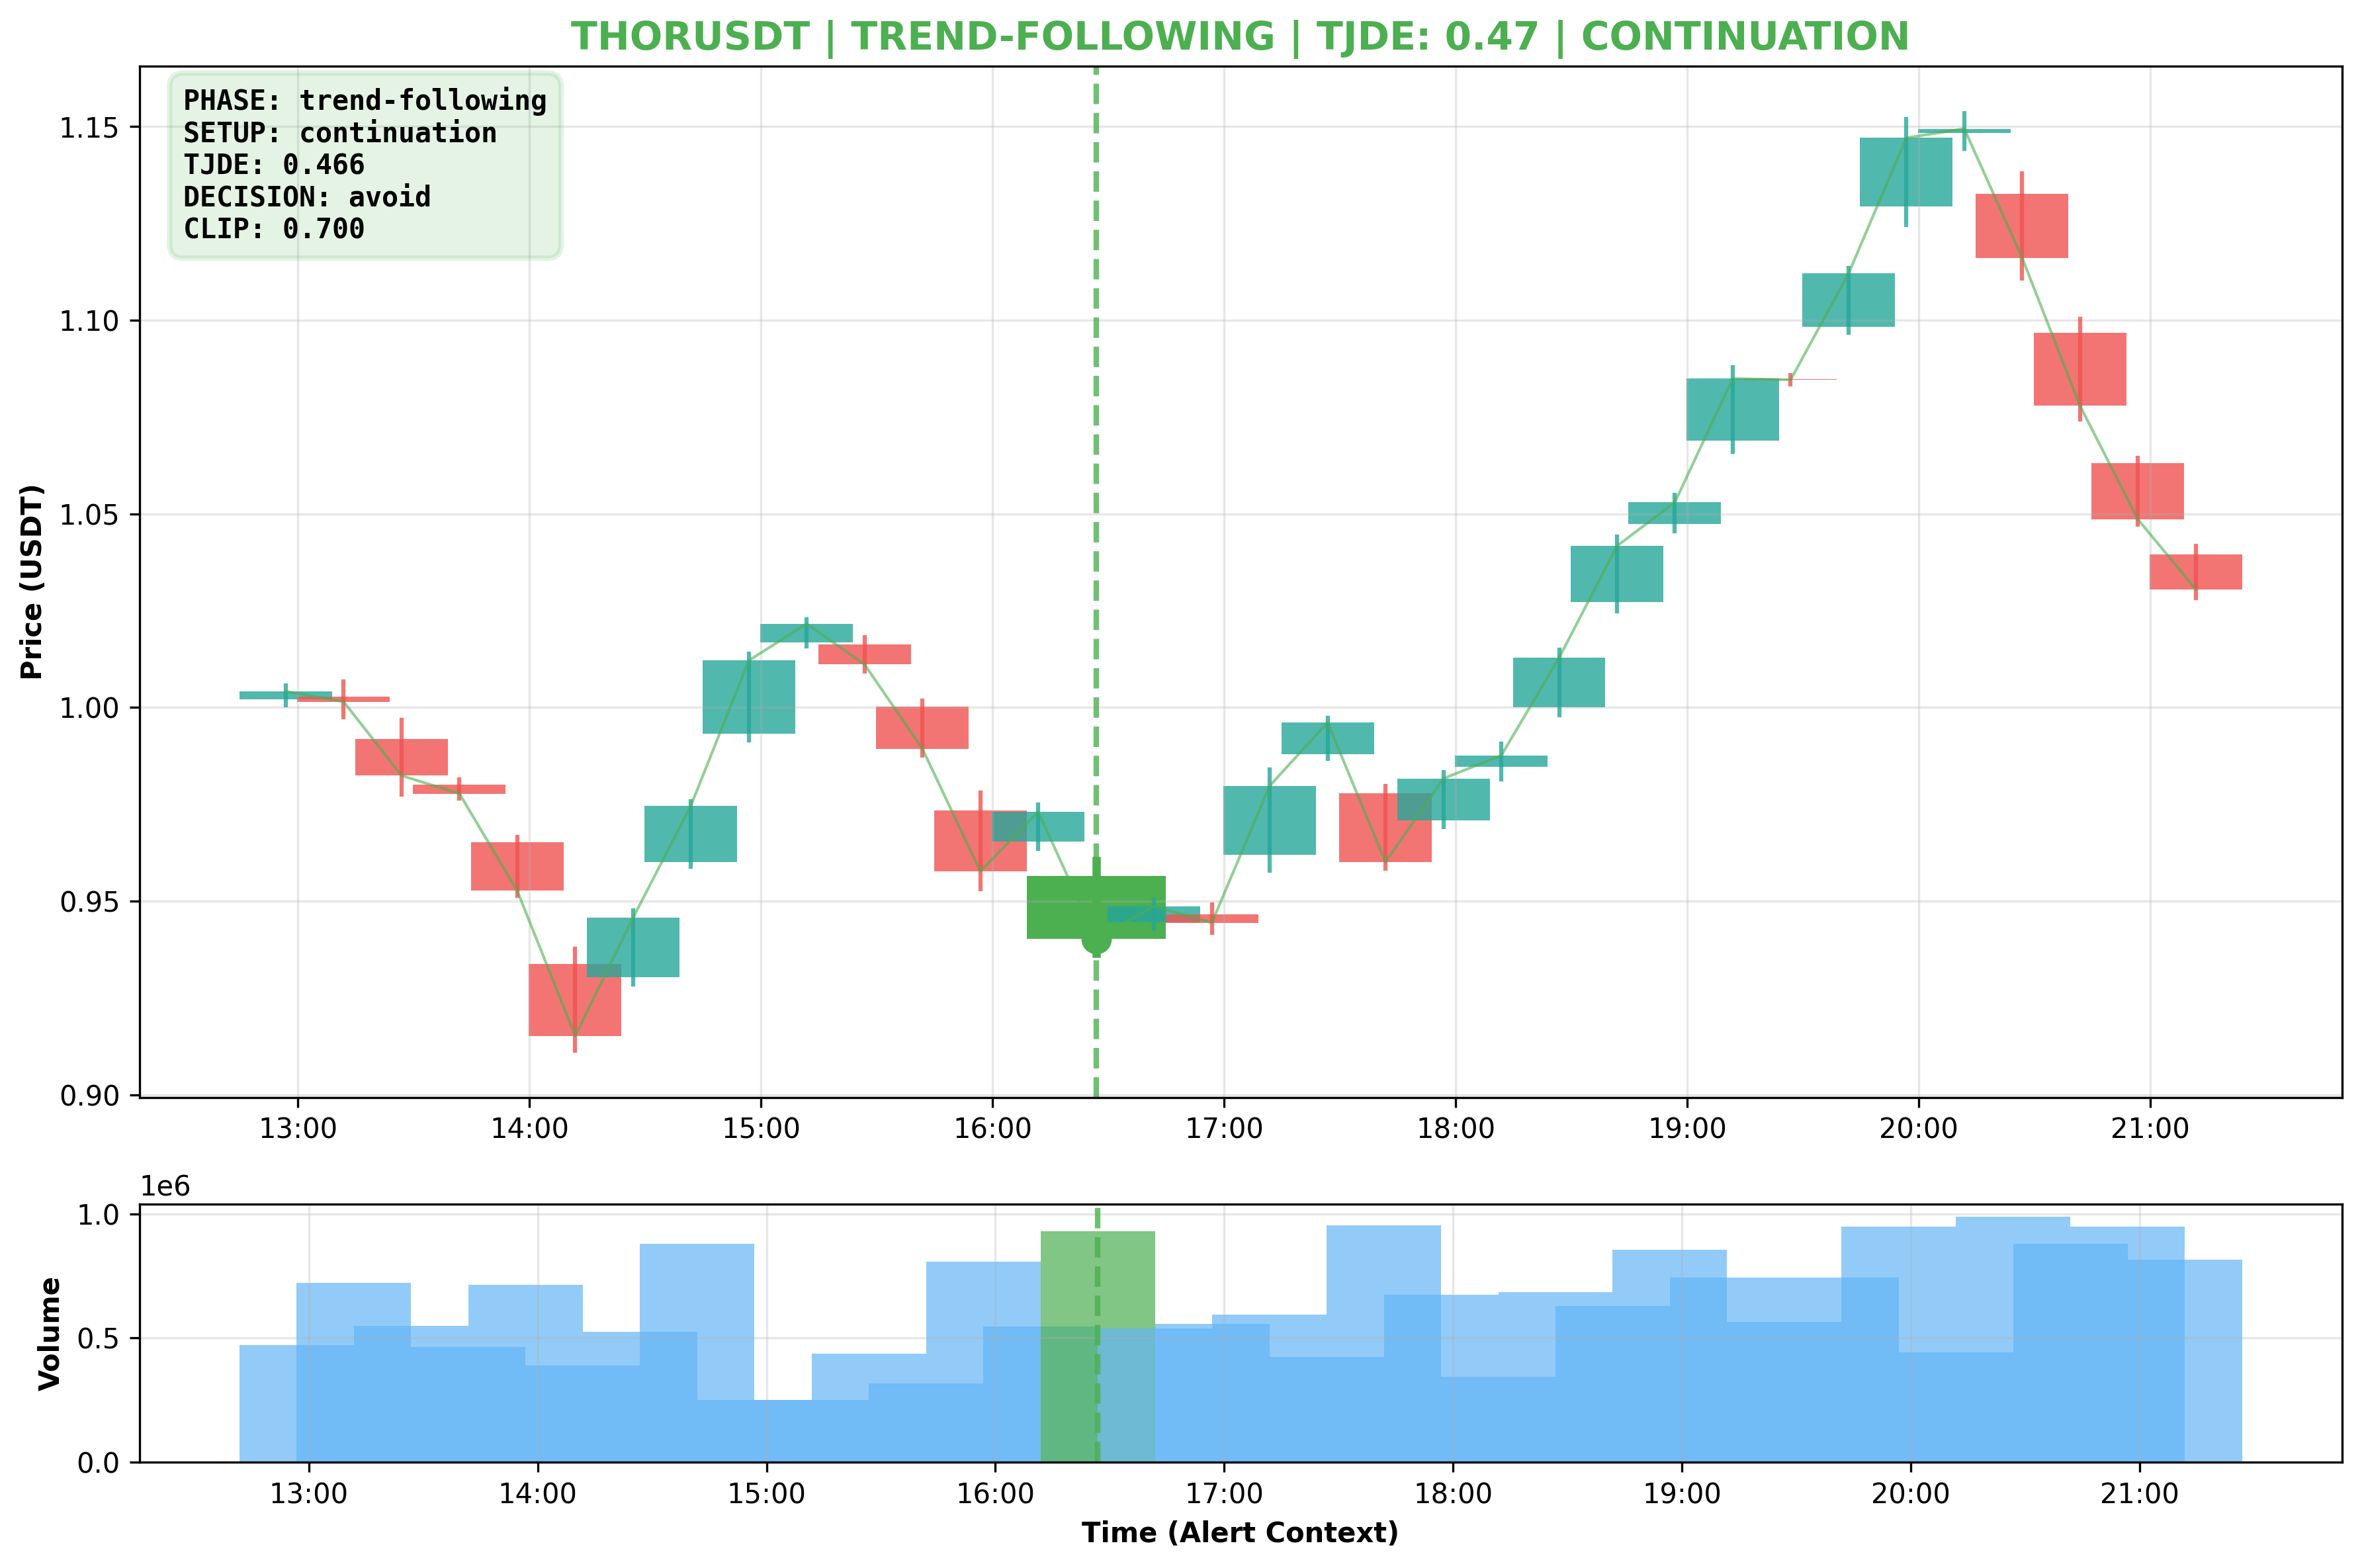 THORUSDT | TREND-FOLLOWING | TJDE: 0.47 | CONTINUATION
PHASE: trend-following
SETUP: continuation
TJDE: 0.466
DECISION: avoid
CLIP: 0.700
Price (USDT)
1.15
1.10
1.05
1.00
0.95
0.90
13:00 14:00 15:00 16:00 17:00 18:00 19:00 20:00 21:00
1e6
Volume
1.0
0.5
0.0
13:00 14:00 15:00 16:00 17:00 18:00 19:00 20:00 21:00
Time (Alert Context)